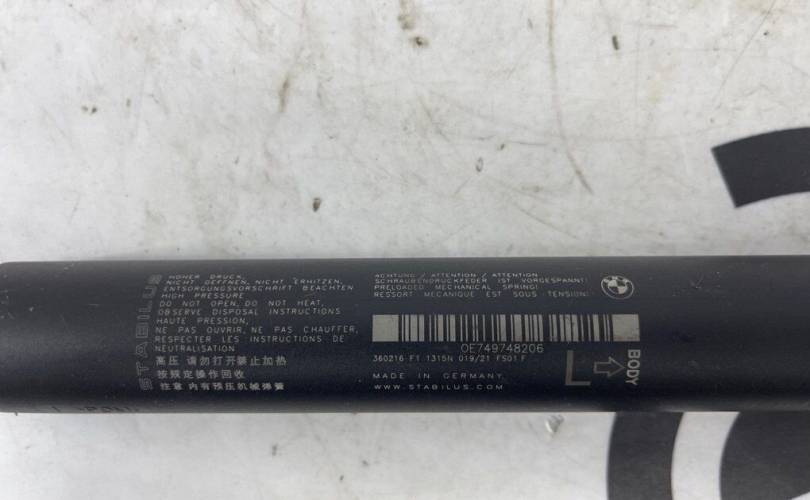 STABILUS
HOHER DRUCK,
NICHT OEFFNEN, NICHT ERHITZEN,
ENTSORGUNGSVORSCHRIFT BEACHTEN
HIGH PRESSURE
DO NOT OPEN, DO NOT HEAT,
OBSERVE DISPOSAL INSTRUCTIONS
HAUTE PRESSION,
NE PAS OUVRIR, NE PAS CHAUFFER,
RESPECTER LES INSTRUCTIONS DE
NEUTRALISATION
高压 请勿打开禁止加热
按规定操作回收
注意 内有预压机械弹簧
ACHTUNG / ATTENTION / ATTENTION
SCHRAUBENDRUCKFEDER IST VORGESPANNT!
PRELOADED MECHANICAL SPRING!
RESSORT MECANIQUE EST SOUS TENSION!
BMW
OE749748206
360216 F1 1315N 019/21 FS01 F
MADE IN GERMANY
WWW.STABILUS.COM
L
BODY